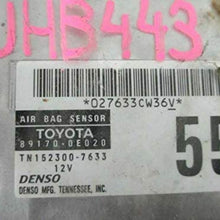 JHB443
*027633CW36V*
AIR BAG SENSOR
TOYOTA
89170-0E020
TN152300-7633
12V
55
DENSO
DENSO MFG. TENNESSEE, INC.